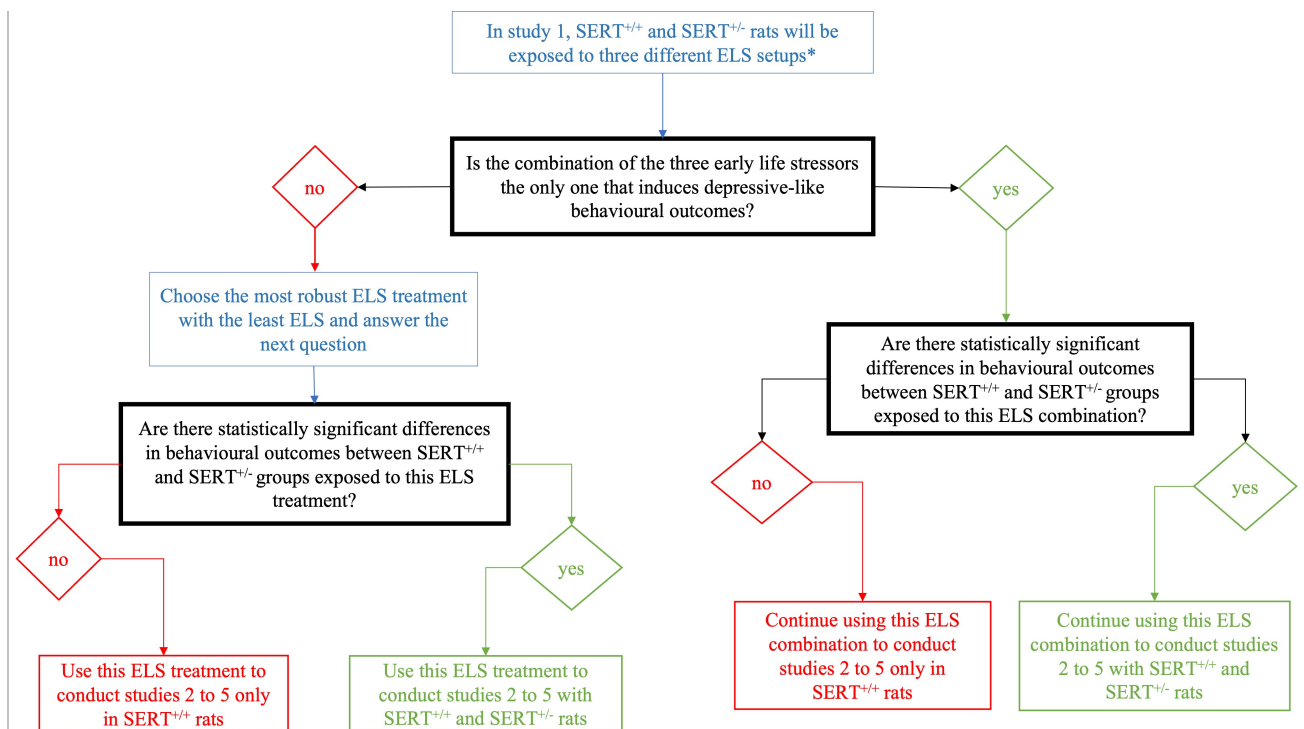 In study 1, SERT+/+ and SERT+/- rats will be
exposed to three different ELS setups*
Is the combination of the three early life stressors
the only one that induces depressive-like
behavioural outcomes?
no
yes
Choose the most robust ELS treatment
with the least ELS and answer the
next question
Are there statistically significant
differences in behavioural outcomes
between SERT+/+ and SERT+/- groups
exposed to this ELS combination?
Are there statistically significant differences
in behavioural outcomes between SERT+/+
and SERT+/- groups exposed to this ELS
treatment?
no
yes
no
yes
Use this ELS treatment to
conduct studies 2 to 5 only
in SERT+/+ rats
Use this ELS treatment to
conduct studies 2 to 5 with
SERT+/+ and SERT+/- rats
Continue using this ELS
combination to conduct
studies 2 to 5 only in
SERT+/+ rats
Continue using this ELS
combination to conduct studies
2 to 5 with SERT+/+ and
SERT+/- rats